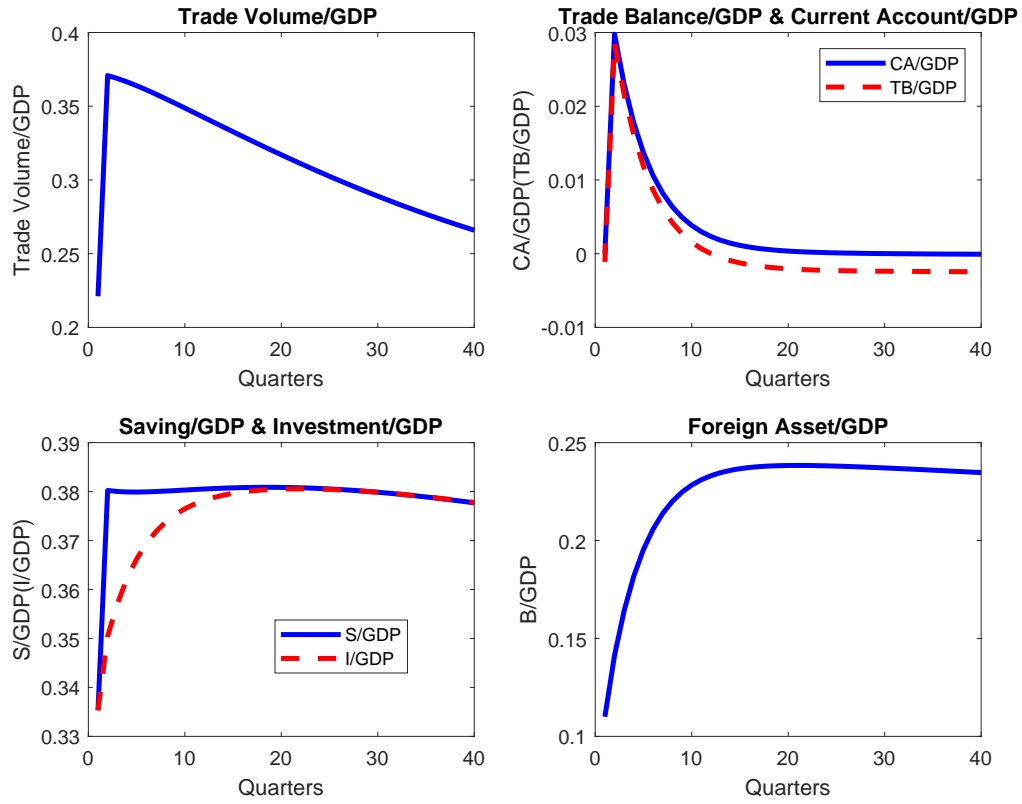 Trade Volume/GDP
Trade Volume/GDP
0.4
0.35
0.3
0.25
0.2
0
10
20
30
40
Quarters
Trade Balance/GDP & Current Account/GDP
CA/GDP(TB/GDP)
0.03
0.02
0.01
0
-0.01
CA/GDP
TB/GDP
0
10
20
30
40
Quarters
Saving/GDP & Investment/GDP
S/GDP(I/GDP)
0.39
0.38
0.37
0.36
0.35
0.34
0.33
S/GDP
I/GDP
0
10
20
30
40
Quarters
Foreign Asset/GDP
B/GDP
0.25
0.2
0.15
0.1
0
10
20
30
40
Quarters